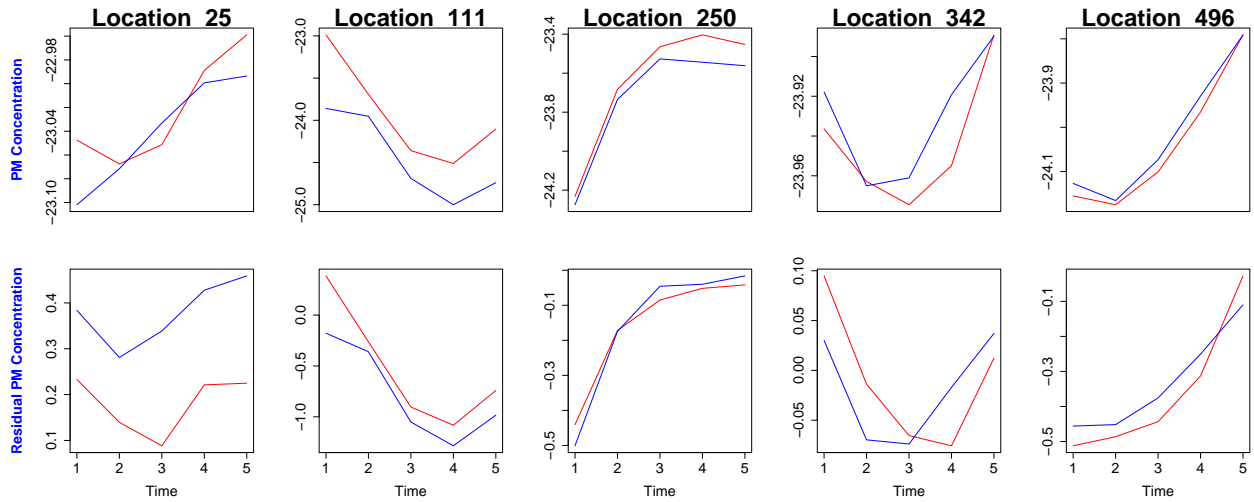 Location 25
Location 111
Location 250
Location 342
Location 496
PM Concentration
−22.98
−23.04
−23.10
−23.0
−24.0
−25.0
−23.4
−23.8
−24.2
−23.92
−23.96
−23.9
−24.1
Residual PM Concentration
0.4
0.3
0.2
0.1
0.0
−0.5
−1.0
−0.1
−0.3
−0.5
0.10
0.05
0.00
−0.05
−0.1
−0.3
−0.5
1 2 3 4 5
1 2 3 4 5
1 2 3 4 5
1 2 3 4 5
1 2 3 4 5
Time
Time
Time
Time
Time